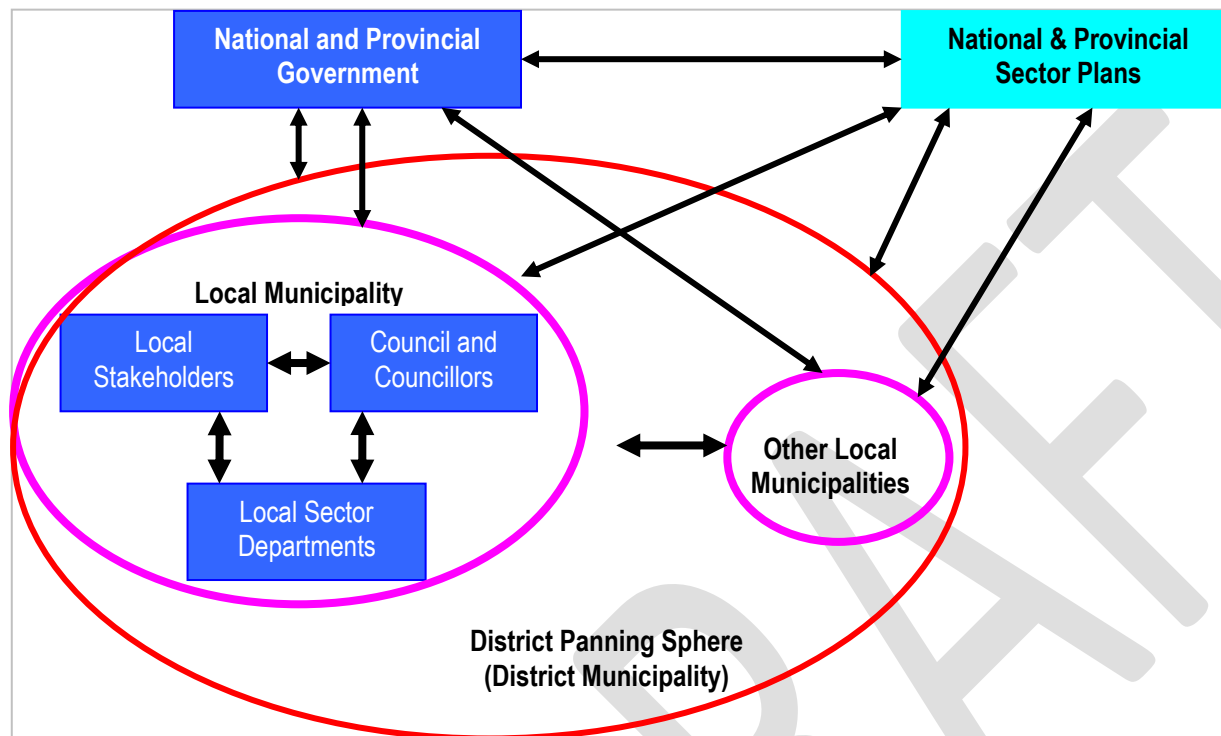 National and Provincial
Government
National & Provincial
Sector Plans
Local Municipality
Local
Stakeholders
Council and
Councillors
Local Sector
Departments
Other Local
Municipalities
District Panning Sphere
(District Municipality)
DRAFT